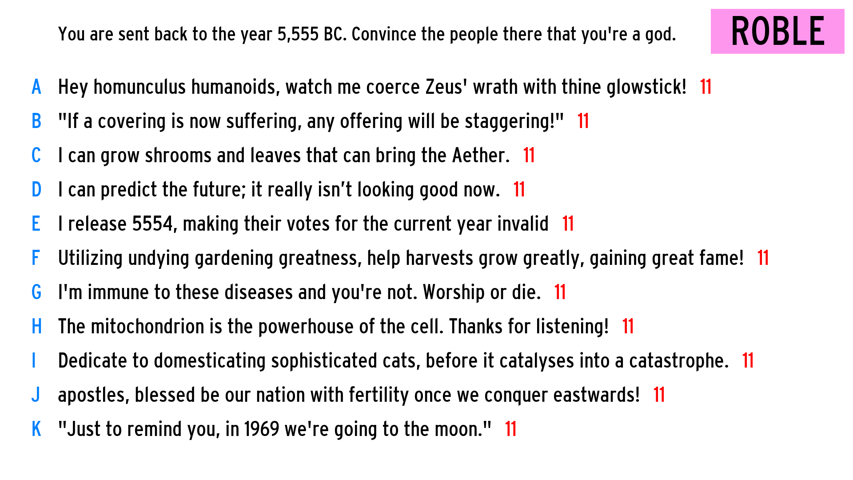 You are sent back to the year 5,555 BC. Convince the people there that you're a god.
ROBLE
A Hey homunculus humanoids, watch me coerce Zeus' wrath with thine glowstick! 11
B "If a covering is now suffering, any offering will be staggering!" 11
C I can grow shrooms and leaves that can bring the Aether. 11
D I can predict the future; it really isn’t looking good now. 11
E I release 5554, making their votes for the current year invalid 11
F Utilizing undying gardening greatness, help harvests grow greatly, gaining great fame! 11
G I'm immune to these diseases and you're not. Worship or die. 11
H The mitochondrion is the powerhouse of the cell. Thanks for listening! 11
I Dedicate to domesticating sophisticated cats, before it catalyses into a catastrophe. 11
J apostles, blessed be our nation with fertility once we conquer eastwards! 11
K "Just to remind you, in 1969 we're going to the moon." 11